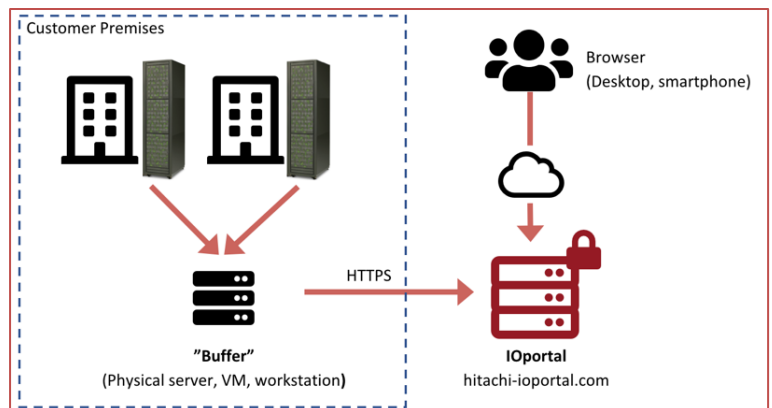 Customer Premises
Browser
(Desktop, smartphone)
HTTPS
”Buffer”
(Physical server, VM, workstation)
IOportal
hitachi-ioportal.com